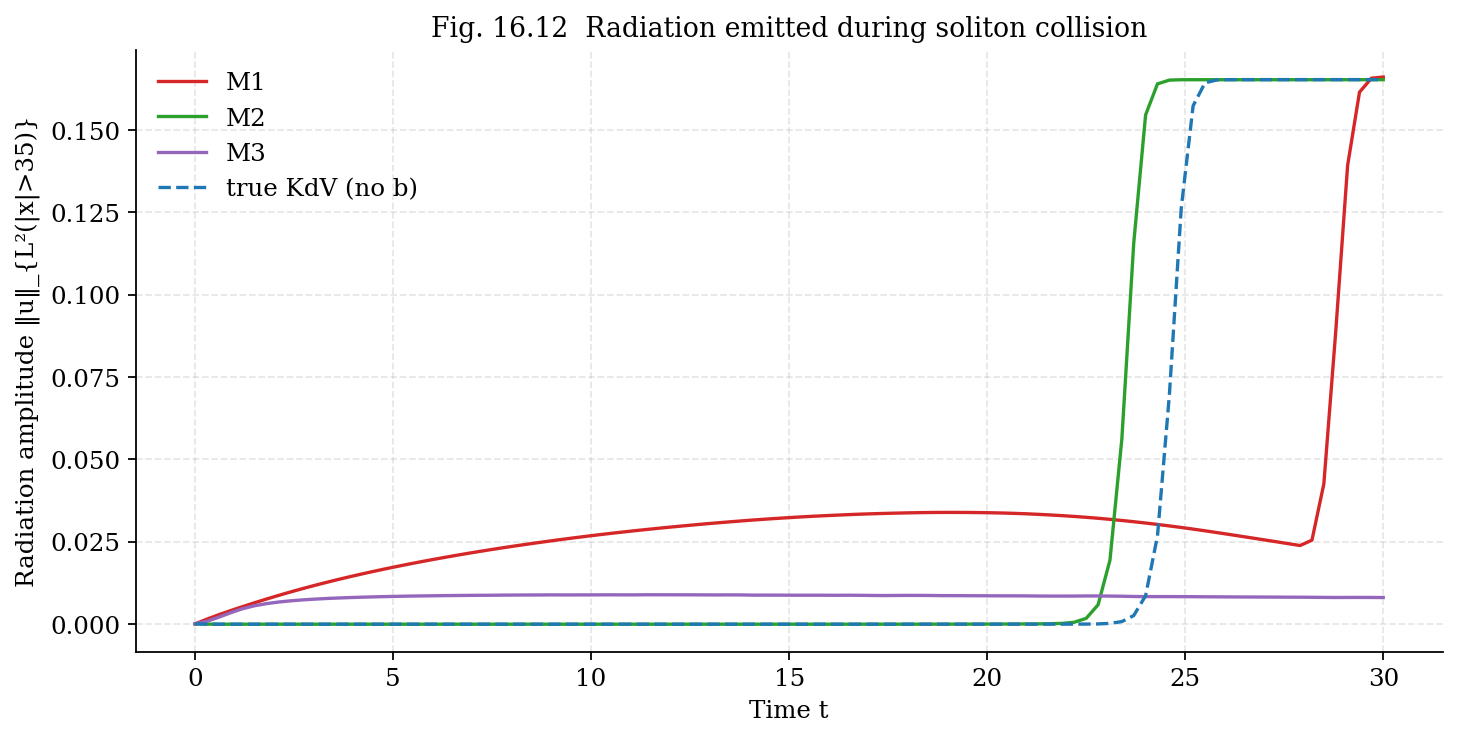 Fig. 16.12  Radiation emitted during soliton collision
M1
M2
M3
true KdV (no b)
Radiation amplitude ‖u‖_{L²(|x|>35)}
0.150
0.125
0.100
0.075
0.050
0.025
0.000
0 5 10 15 20 25 30
Time t